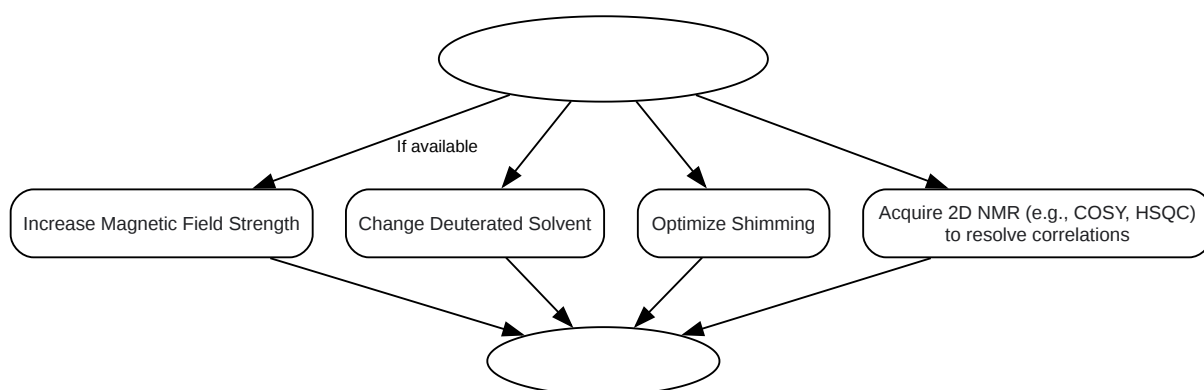 If available
Increase Magnetic Field Strength
Change Deuterated Solvent
Optimize Shimming
Acquire 2D NMR (e.g., COSY, HSQC)
to resolve correlations